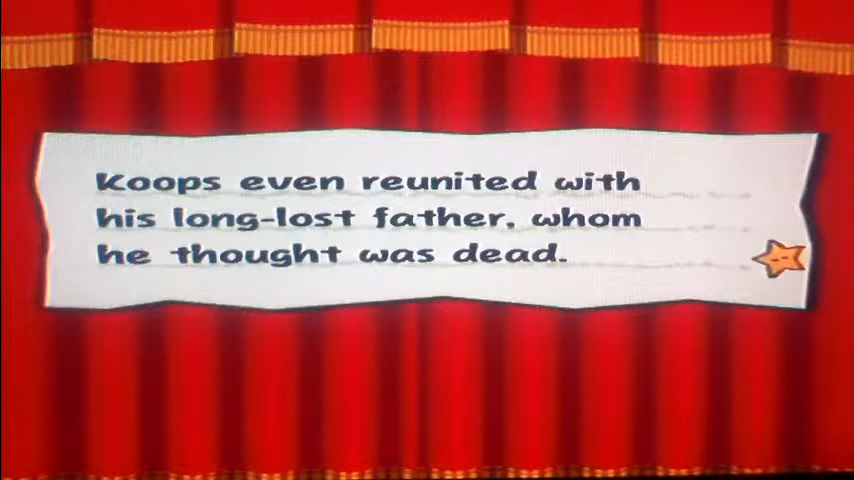 Koops even reunited with
his long-lost father, whom
he thought was dead.